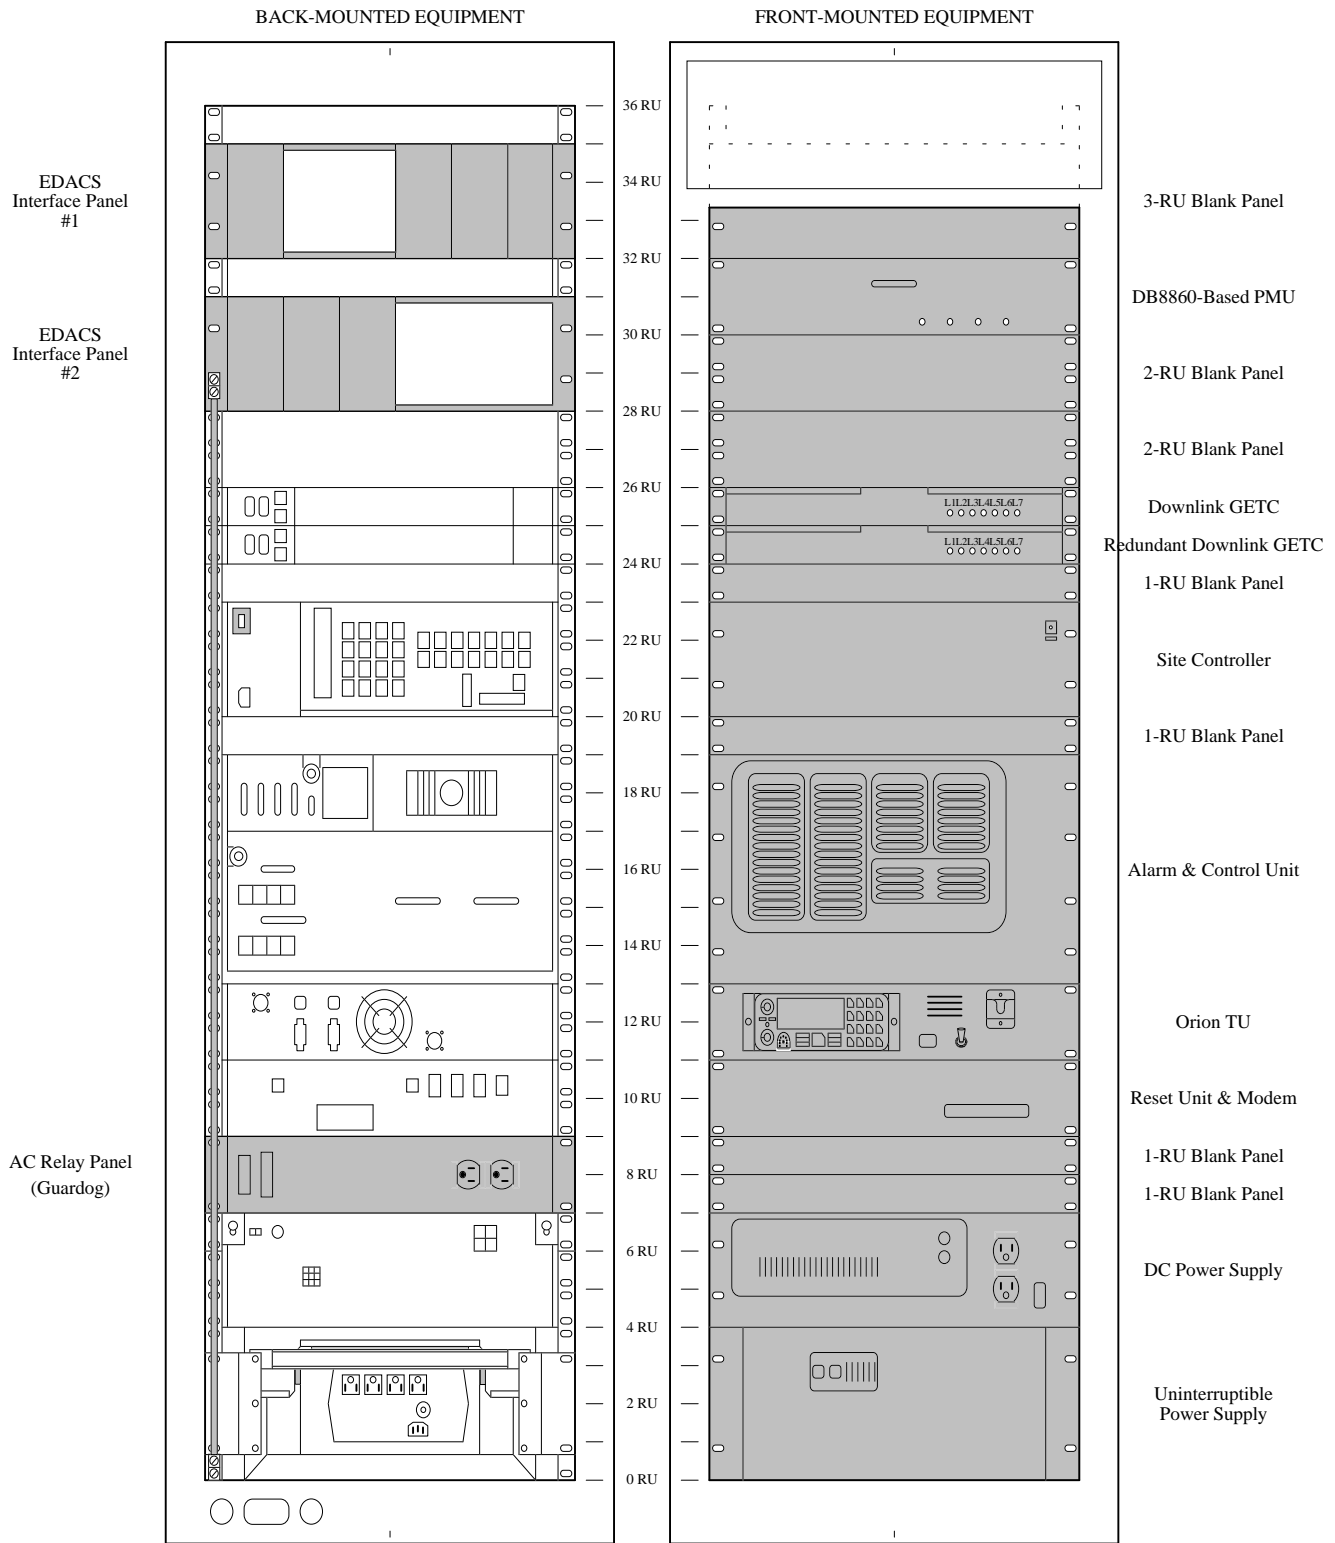 BACK-MOUNTED EQUIPMENT
FRONT-MOUNTED EQUIPMENT
EDACS
Interface Panel
#1
EDACS
Interface Panel
#2
AC Relay Panel
(Guardog)
36 RU
34 RU
32 RU
30 RU
28 RU
26 RU
24 RU
22 RU
20 RU
18 RU
16 RU
14 RU
12 RU
10 RU
8 RU
6 RU
4 RU
2 RU
0 RU
L1L2L3L4L5L6L7
L1L2L3L4L5L6L7
3-RU Blank Panel
DB8860-Based PMU
2-RU Blank Panel
2-RU Blank Panel
Downlink GETC
Redundant Downlink GETC
1-RU Blank Panel
Site Controller
1-RU Blank Panel
Alarm & Control Unit
Orion TU
Reset Unit & Modem
1-RU Blank Panel
1-RU Blank Panel
DC Power Supply
Uninterruptible
Power Supply